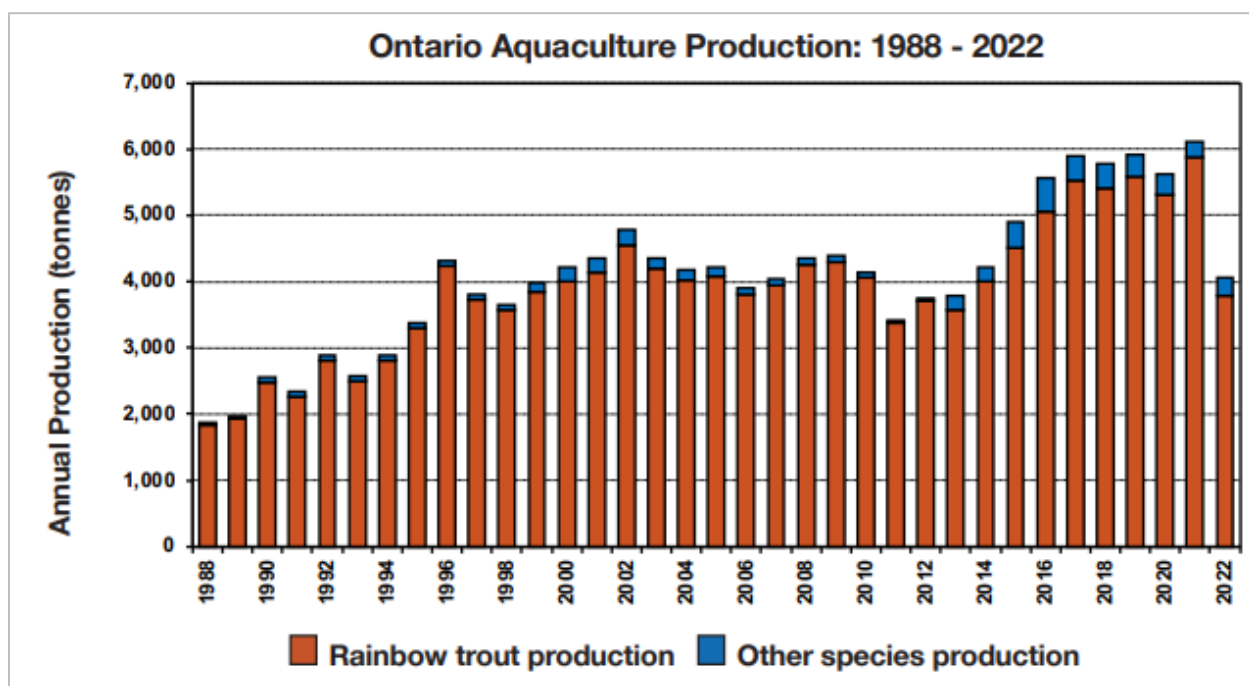 Ontario Aquaculture Production: 1988 - 2022
Annual Production (tonnes)
7,000
6,000
5,000
4,000
3,000
2,000
1,000
0
1988 1990 1992 1994 1996 1998 2000 2002 2004 2006 2008 2010 2012 2014 2016 2018 2020 2022
Rainbow trout production Other species production